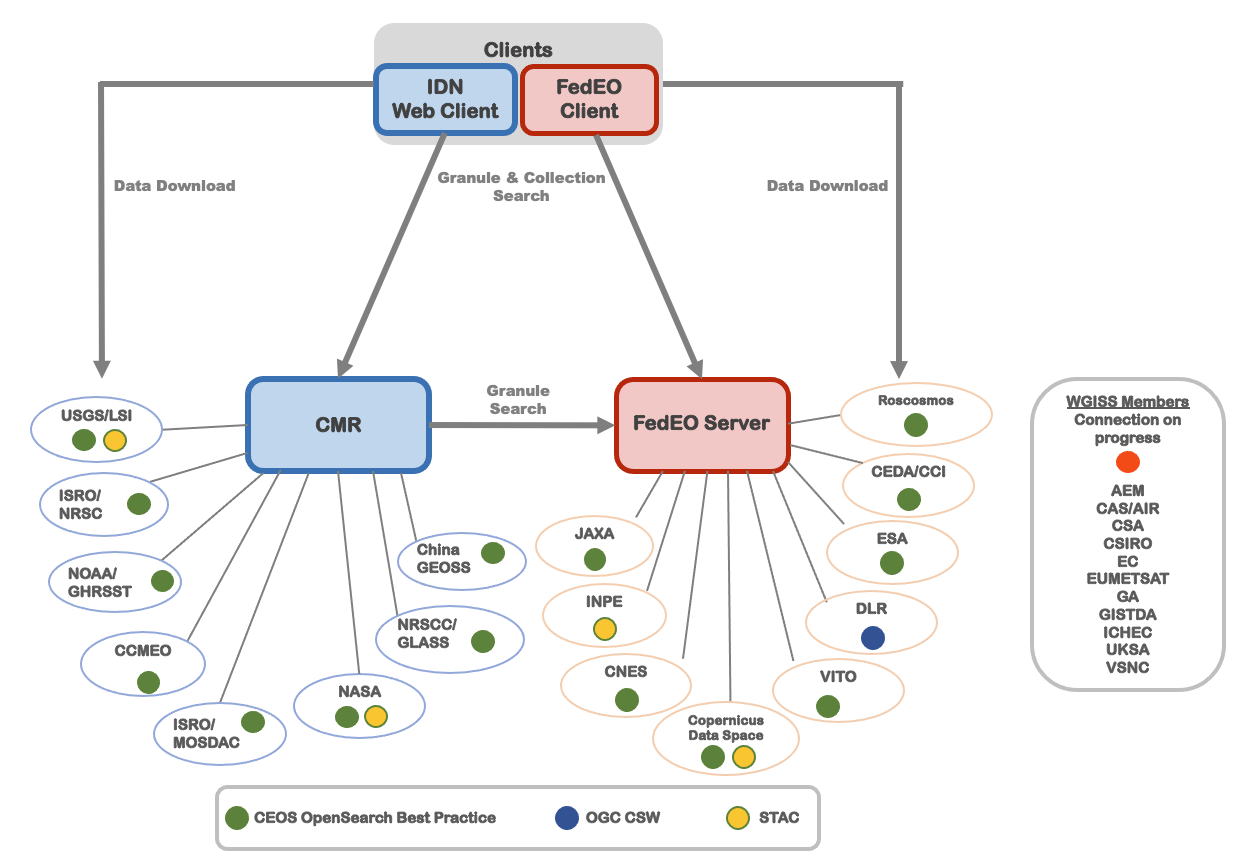 Clients
IDN
Web Client
FedEO
Client
Data Download
Granule & Collection
Search
Data Download
CMR
Granule
Search
FedEO Server
USGS/LSI
ISRO/
NRSC
NOAA/
GHRSST
CCMEO
ISRO/
MOSDAC
NASA
NRSCC/
GLASS
China
GEOSS
JAXA
INPE
CNES
Copernicus
Data Space
VITO
DLR
ESA
CEDA/CCI
Roscosmos
WGISS Members
Connection on
progress
AEM
CAS/AIR
CSA
CSIRO
EC
EUMETSAT
GA
GISTDA
ICHEC
UKSA
VSNC
CEOS OpenSearch Best Practice
OGC CSW
STAC